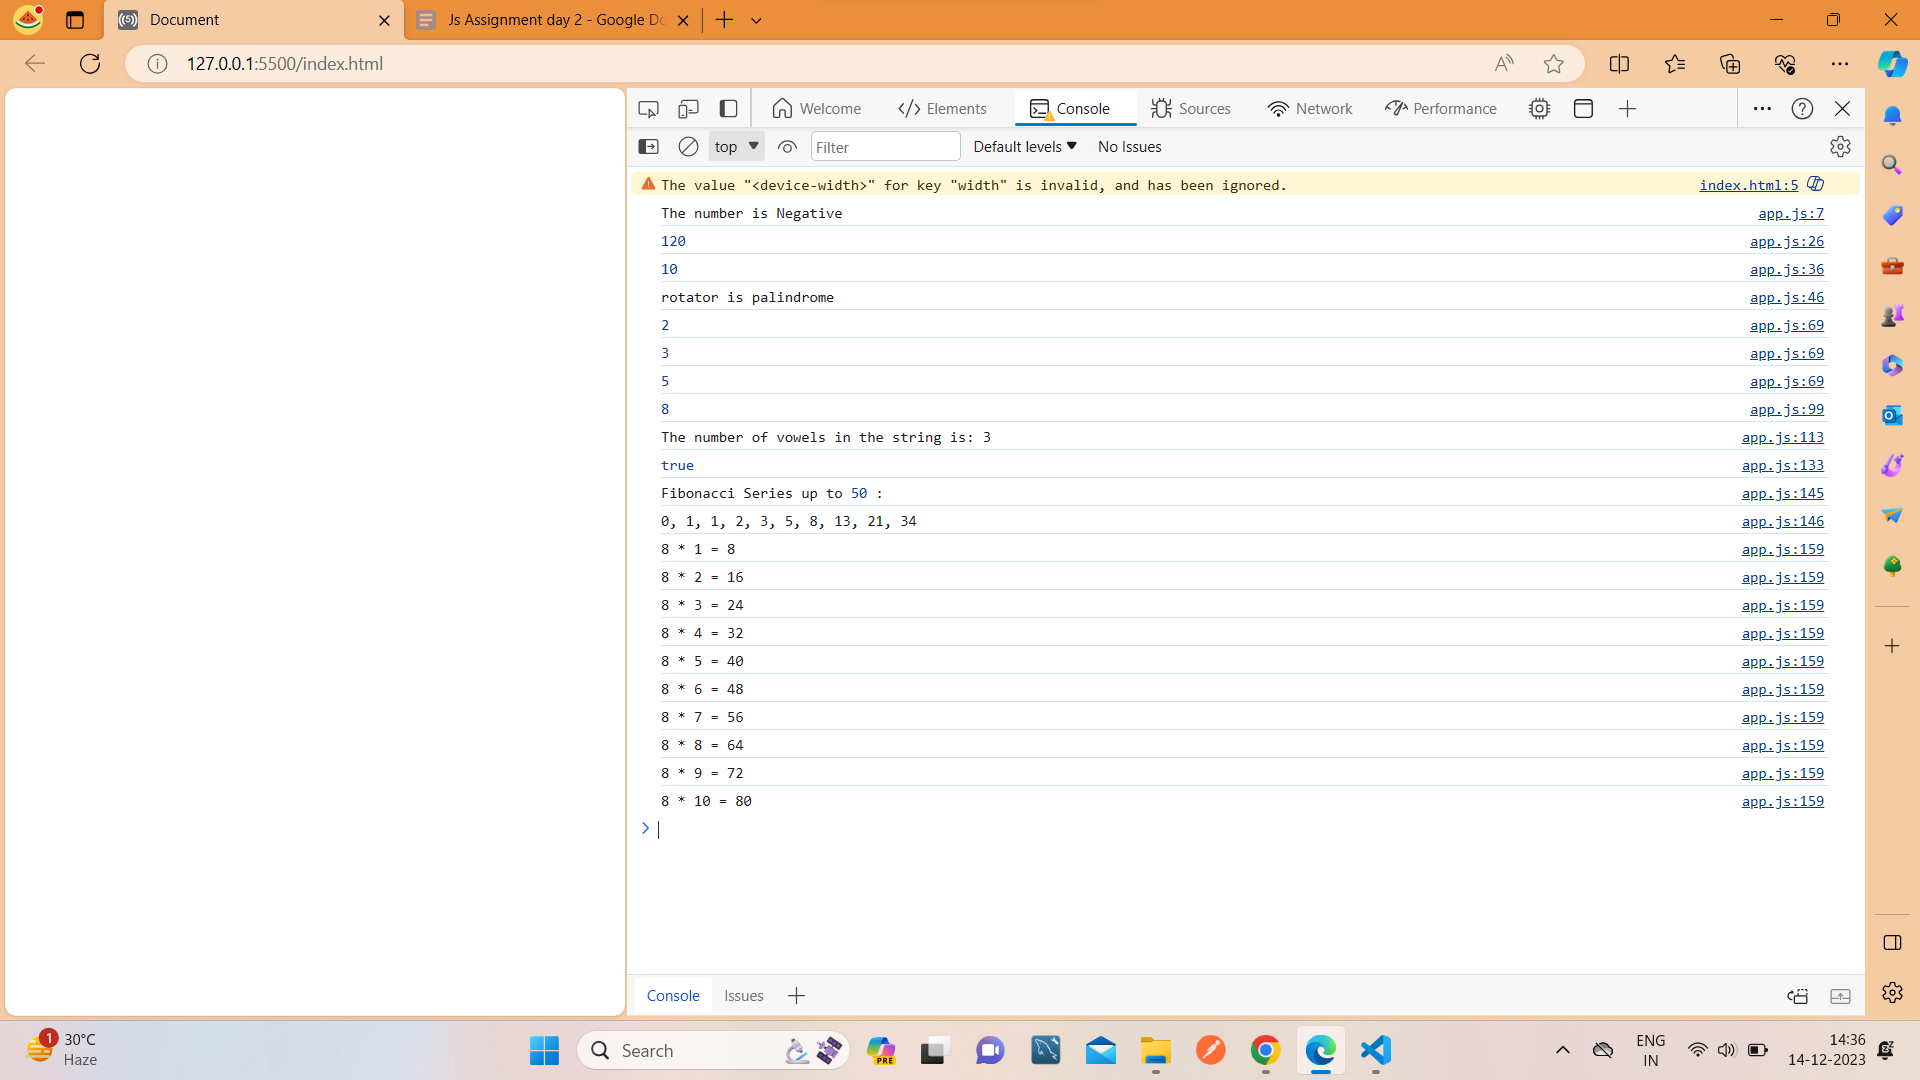 Document
Js Assignment day 2 - Google Do
127.0.0.1:5500/index.html
Welcome
Elements
Console
Sources
Network
Performance
top
Filter
Default levels
No Issues
The value "<device-width>" for key "width" is invalid, and has been ignored. index.html:5
The number is Negative app.js:7
120 app.js:26
10 app.js:36
rotator is palindrome app.js:46
2 app.js:69
3 app.js:69
5 app.js:69
8 app.js:99
The number of vowels in the string is: 3 app.js:113
true app.js:133
Fibonacci Series up to 50 : app.js:145
0, 1, 1, 2, 3, 5, 8, 13, 21, 34 app.js:146
8 * 1 = 8 app.js:159
8 * 2 = 16 app.js:159
8 * 3 = 24 app.js:159
8 * 4 = 32 app.js:159
8 * 5 = 40 app.js:159
8 * 6 = 48 app.js:159
8 * 7 = 56 app.js:159
8 * 8 = 64 app.js:159
8 * 9 = 72 app.js:159
8 * 10 = 80 app.js:159
>
Console
Issues
1
30°C
Haze
Search
PRE
ENG
IN
14:36
14-12-2023